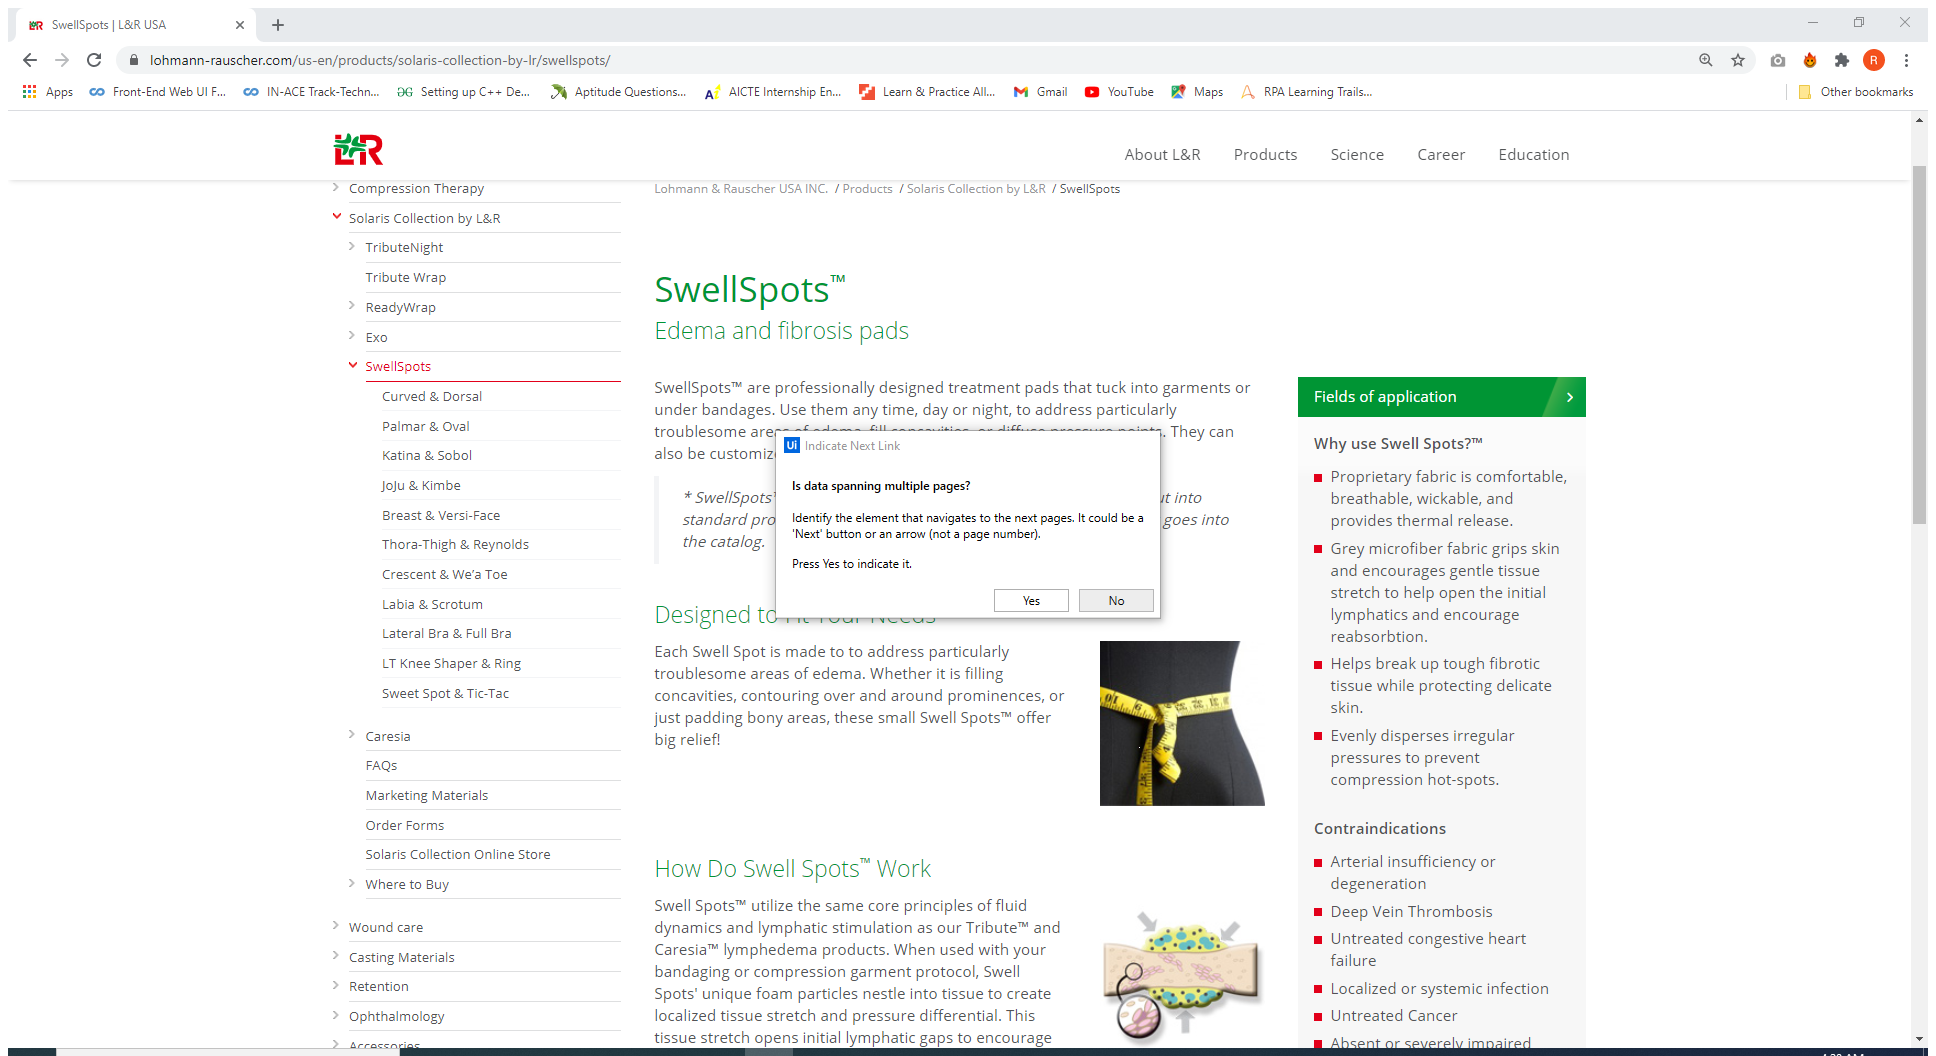 SwellSpots | L&R USA
lohmann-rauscher.com/us-en/products/solaris-collection-by-lr/swellspots/
R
Apps
Front-End Web UI F...
IN-ACE Track-Techn...
Setting up C++ De...
Aptitude Questions...
AICTE Internship En...
Learn & Practice All...
Gmail
YouTube
Maps
RPA Learning Trails...
Other bookmarks
L&R
About L&R
Products
Science
Career
Education
Compression Therapy
Solaris Collection by L&R
TributeNight
Tribute Wrap
ReadyWrap
Exo
SwellSpots
Curved & Dorsal
Palmar & Oval
Katina & Sobol
JoJu & Kimbe
Breast & Versi-Face
Thora-Thigh & Reynolds
Crescent & We'a Toe
Labia & Scrotum
Lateral Bra & Full Bra
LT Knee Shaper & Ring
Sweet Spot & Tic-Tac
Caresia
FAQs
Marketing Materials
Order Forms
Solaris Collection Online Store
Where to Buy
Wound care
Casting Materials
Retention
Ophthalmology
Accessories
Lohmann & Rauscher USA INC. / Products / Solaris Collection by L&R / SwellSpots
SwellSpots™
Edema and fibrosis pads
SwellSpots™ are professionally designed treatment pads that tuck into garments or
under bandages. Use them any time, day or night, to address particularly
troublesome areas of edema, fill concavities, or diffuse pressure points. They can
also be customiz
* SwellSpots™ ut into
standard pro goes into
the catalog.
Ui Indicate Next Link
Is data spanning multiple pages?
Identify the element that navigates to the next pages. It could be a
'Next' button or an arrow (not a page number).
Press Yes to indicate it.
Yes
No
Designed to Fit Your Needs
Each Swell Spot is made to to address particularly
troublesome areas of edema. Whether it is filling
concavities, contouring over and around prominences, or
just padding bony areas, these small Swell Spots™ offer
big relief!
How Do Swell Spots™ Work
Swell Spots™ utilize the same core principles of fluid
dynamics and lymphatic stimulation as our Tribute™ and
Caresia™ lymphedema products. When used with your
bandaging or compression garment protocol, Swell
Spots' unique foam particles nestle into tissue to create
localized tissue stretch and pressure differential. This
tissue stretch opens initial lymphatic gaps to encourage
Fields of application
Why use Swell Spots?™
Proprietary fabric is comfortable,
breathable, wickable, and
provides thermal release.
Grey microfiber fabric grips skin
and encourages gentle tissue
stretch to help open the initial
lymphatics and encourage
reabsorbtion.
Helps break up tough fibrotic
tissue while protecting delicate
skin.
Evenly disperses irregular
pressures to prevent
compression hot-spots.
Contraindications
Arterial insufficiency or
degeneration
Deep Vein Thrombosis
Untreated congestive heart
failure
Localized or systemic infection
Untreated Cancer
Absent or severely impaired